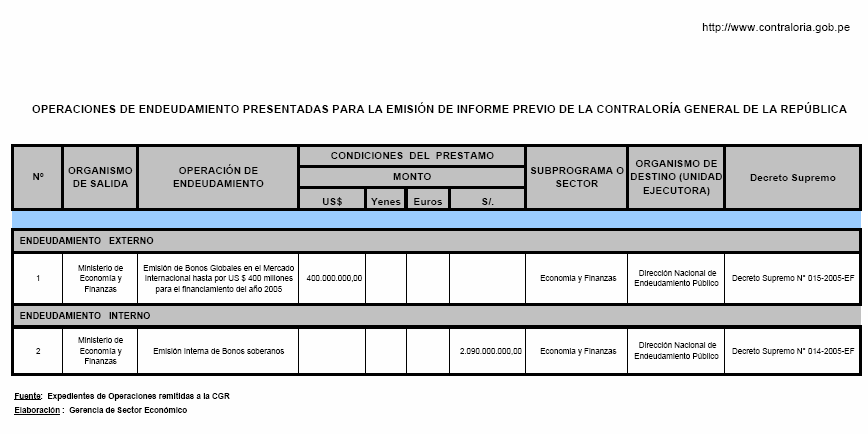 http://www.contraloria.gob.pe
OPERACIONES DE ENDEUDAMIENTO PRESENTADAS PARA LA EMISIÓN DE INFORME PREVIO DE LA CONTRALORÍA GENERAL DE LA REPÚBLICA
Nº
ORGANISMO
DE SALIDA
OPERACIÓN DE
ENDEUDAMIENTO
CONDICIONES DEL PRESTAMO
MONTO
US$ Yenes Euros S/.
SUBPROGRAMA O
SECTOR
ORGANISMO DE
DESTINO (UNIDAD
EJECUTORA)
Decreto Supremo
ENDEUDAMIENTO EXTERNO
1
Ministerio de
Economía y
Finanzas
Emisión de Bonos Globales en el Mercado
Internacional hasta por US $ 400 millones
para el financiamiento del año 2005
400.000.000,00
Economía y Finanzas
Dirección Nacional de
Endeudamiento Público
Decreto Supremo N° 015-2005-EF
ENDEUDAMIENTO INTERNO
2
Ministerio de
Economía y
Finanzas
Emisión Interna de Bonos soberanos
2.090.000.000,00
Economía y Finanzas
Dirección Nacional de
Endeudamiento Público
Decreto Supremo N° 014-2005-EF
Fuente: Expedientes de Operaciones remitidas a la CGR
Elaboración : Gerencia de Sector Económico